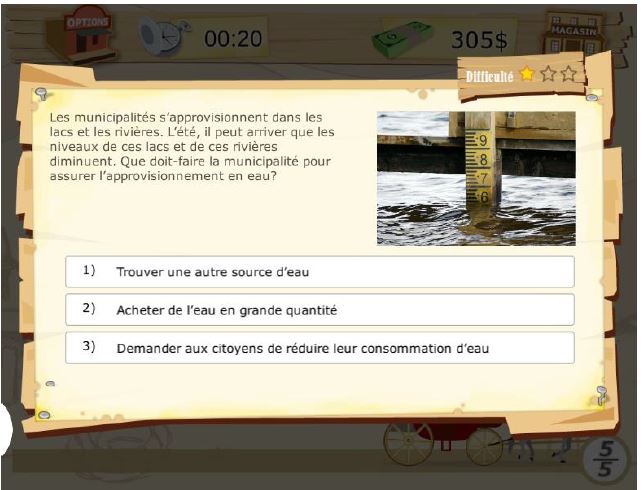 OPTIONS
00:20
305$
MAGASIN
Difficulté
Les municipalités s'approvisionnent dans les
lacs et les rivières. L'été, il peut arriver que les
niveaux de ces lacs et de ces rivières
diminuent. Que doit-faire la municipalité pour
assurer l'approvisionnement en eau?
9
8
7
6
1) Trouver une autre source d'eau
2) Acheter de l'eau en grande quantité
3) Demander aux citoyens de réduire leur consommation d'eau
5
5